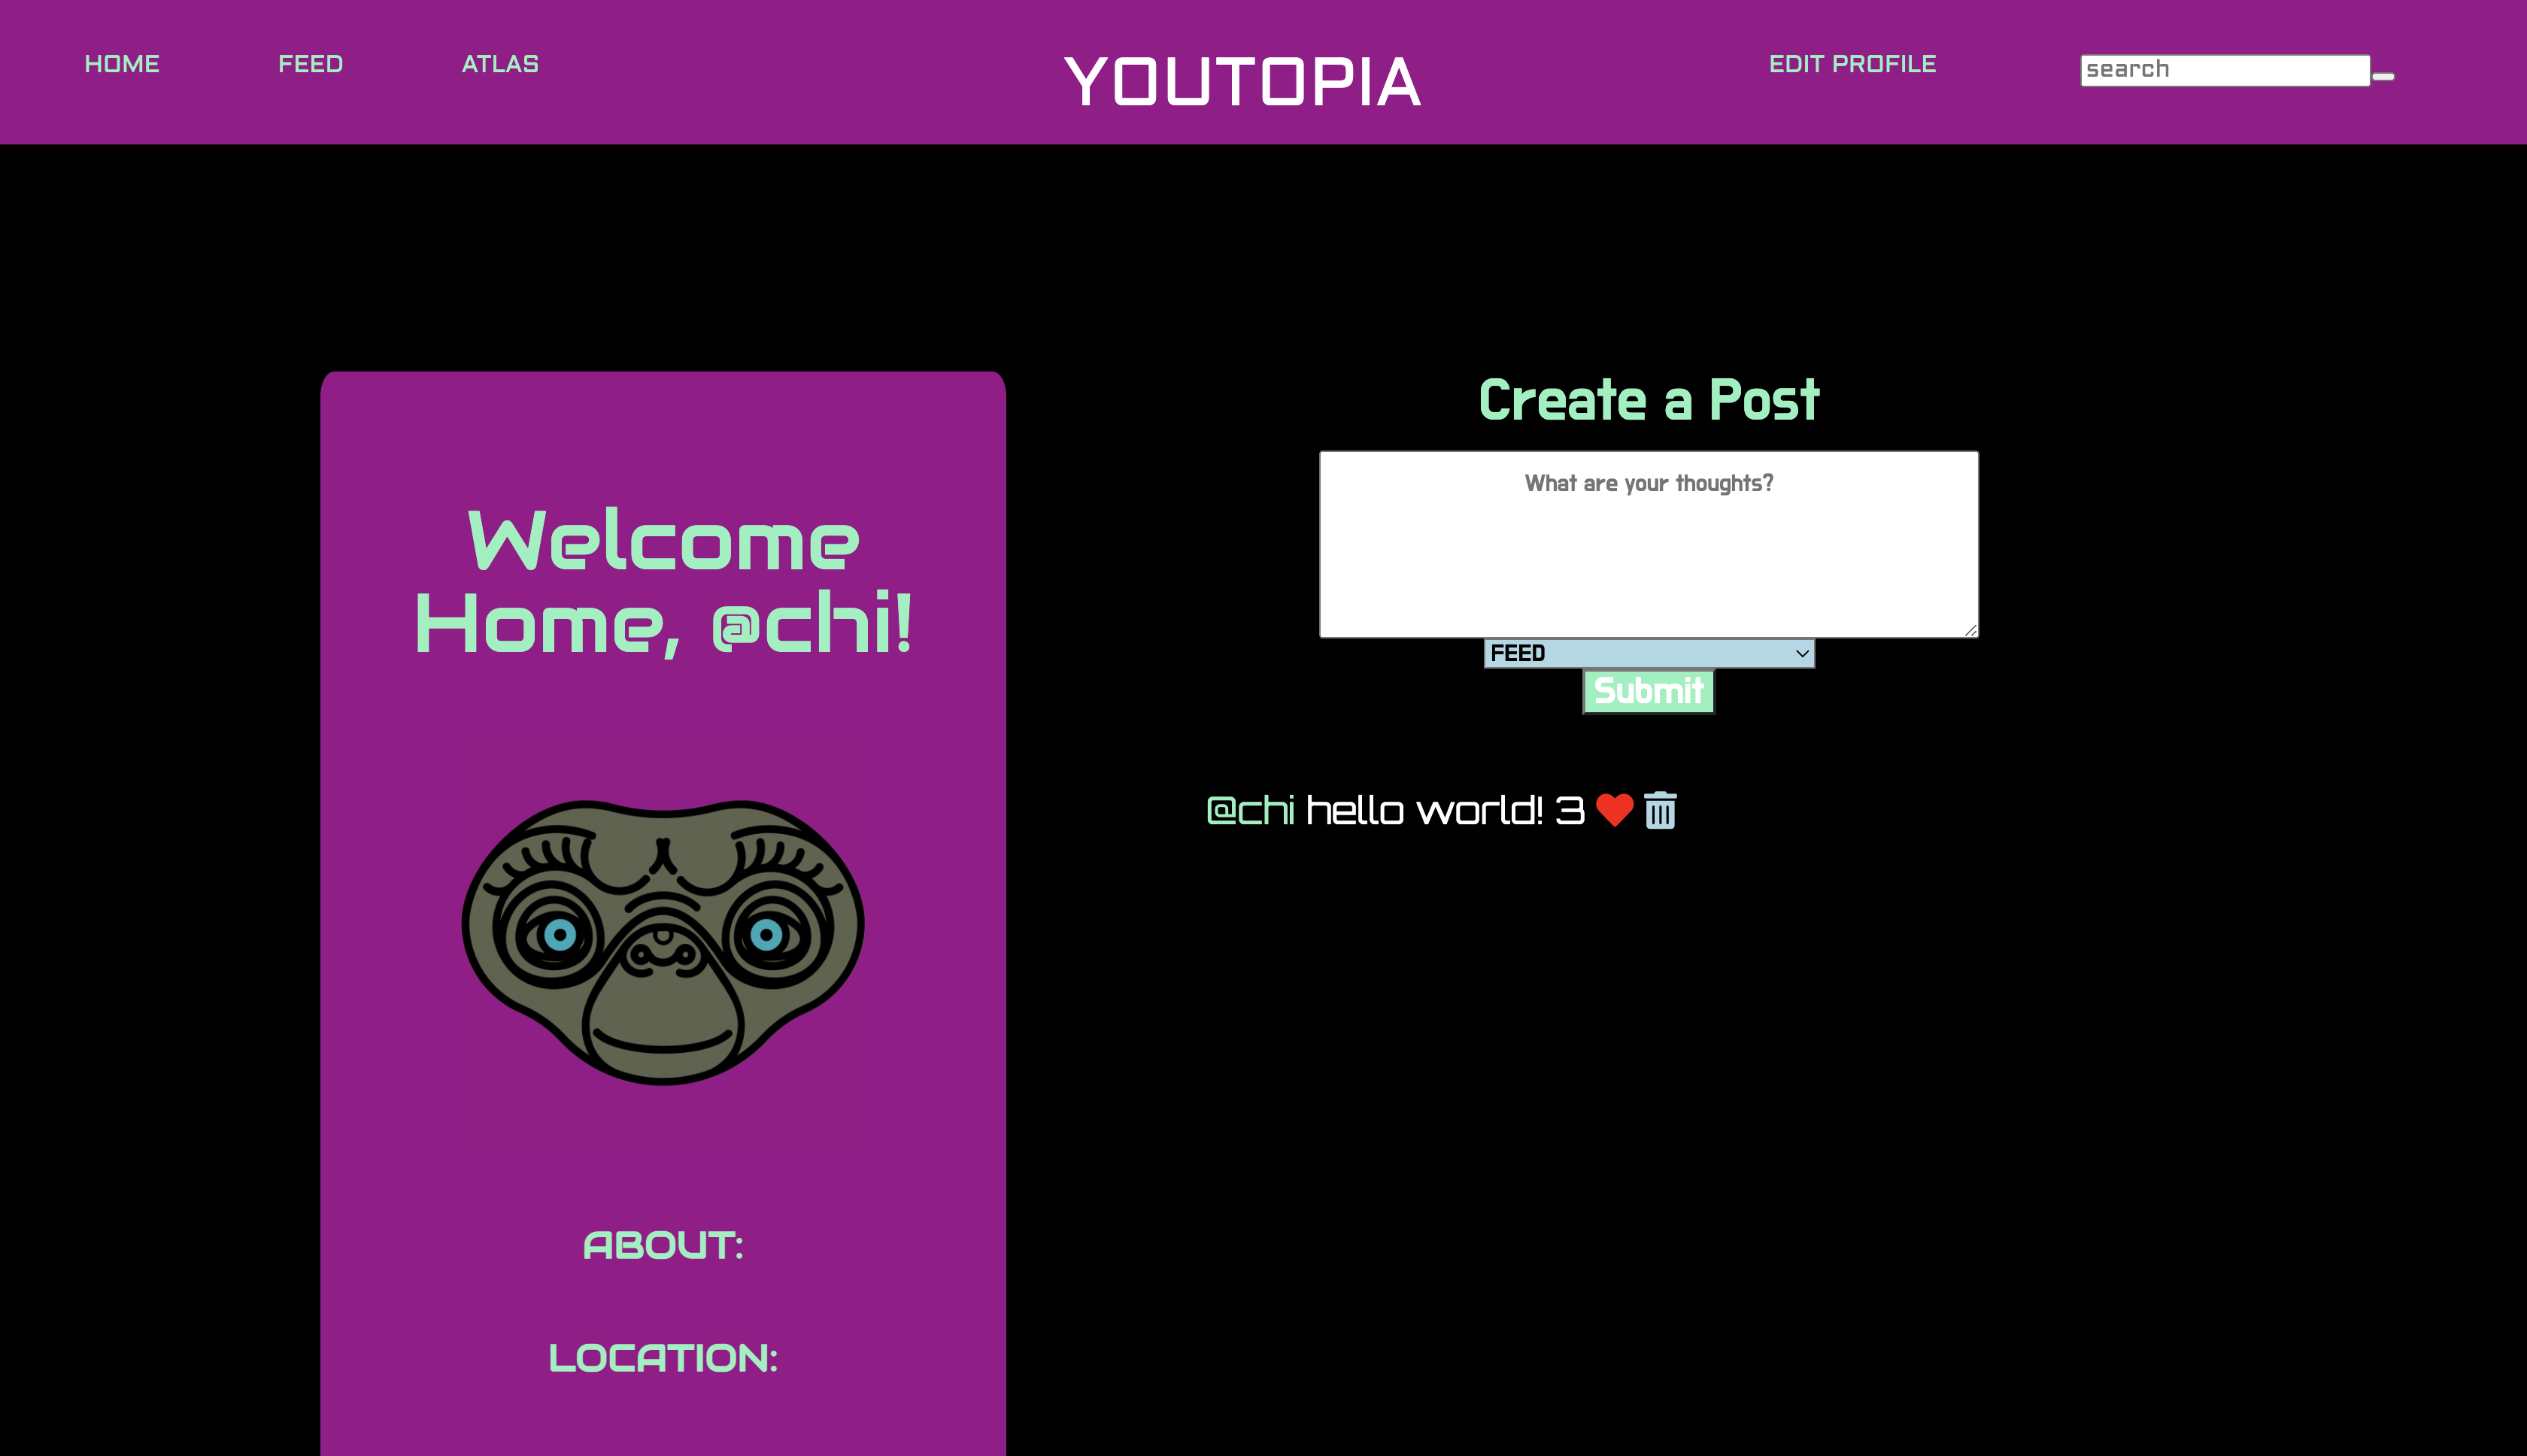 HOME FEED ATLAS YOUTOPIA EDIT PROFILE search
Welcome
Home, @chi!
ABOUT:
LOCATION:
Create a Post
What are your thoughts?
FEED
Submit
@chi hello world! 3